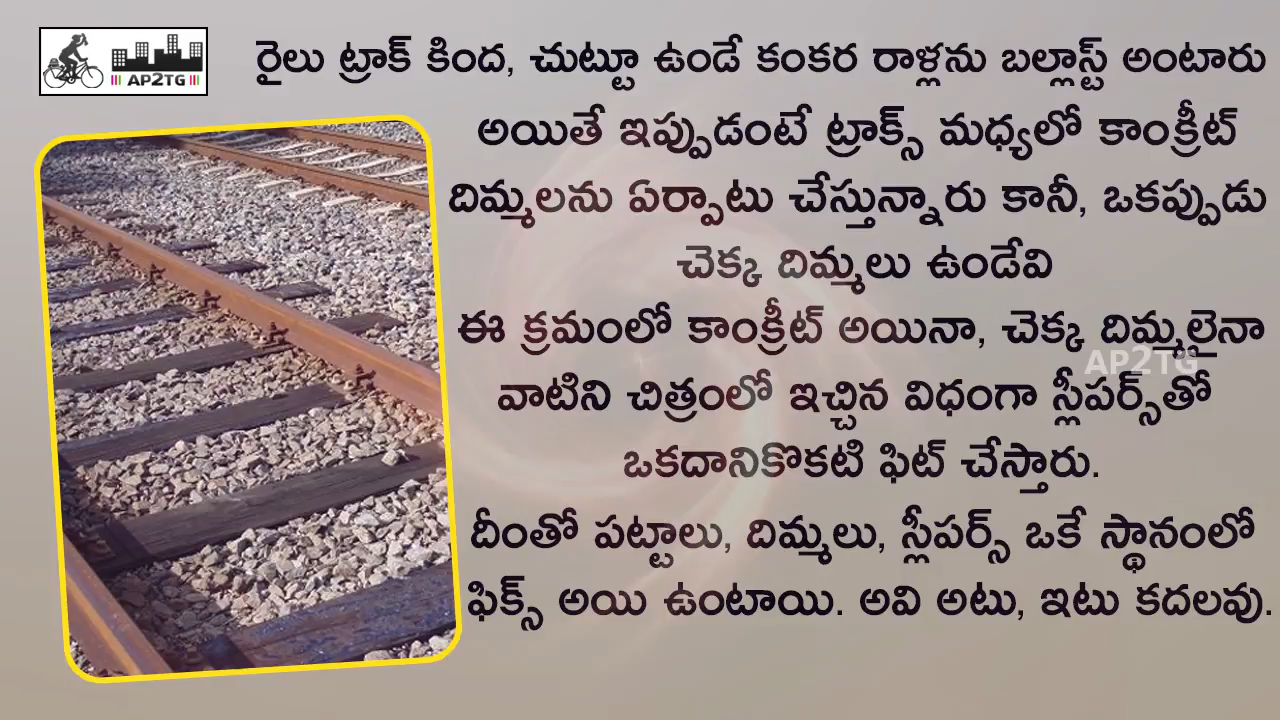 AP2TG
రైలు ట్రాక్ కింద, చుట్టూ ఉండే కంకర రాళ్లను బల్లాస్ట్ అంటారు
అయితే ఇప్పుడంటే ట్రాక్స్ మధ్యలో కాంక్రీట్
దిమ్మలను ఏర్పాటు చేస్తున్నారు కానీ, ఒకప్పుడు
చెక్క దిమ్మలు ఉండేవి
ఈ క్రమంలో కాంక్రీట్ అయినా, చెక్క దిమ్మలైనా
AP2TG
వాటిని చిత్రంలో ఇచ్చిన విధంగా స్లీపర్స్‌తో
ఒకదానికొకటి ఫిట్ చేస్తారు.
దీంతో పట్టాలు, దిమ్మలు, స్లీపర్స్ ఒకే స్థానంలో
ఫిక్స్ అయి ఉంటాయి. అవి అటు, ఇటు కదలవు.